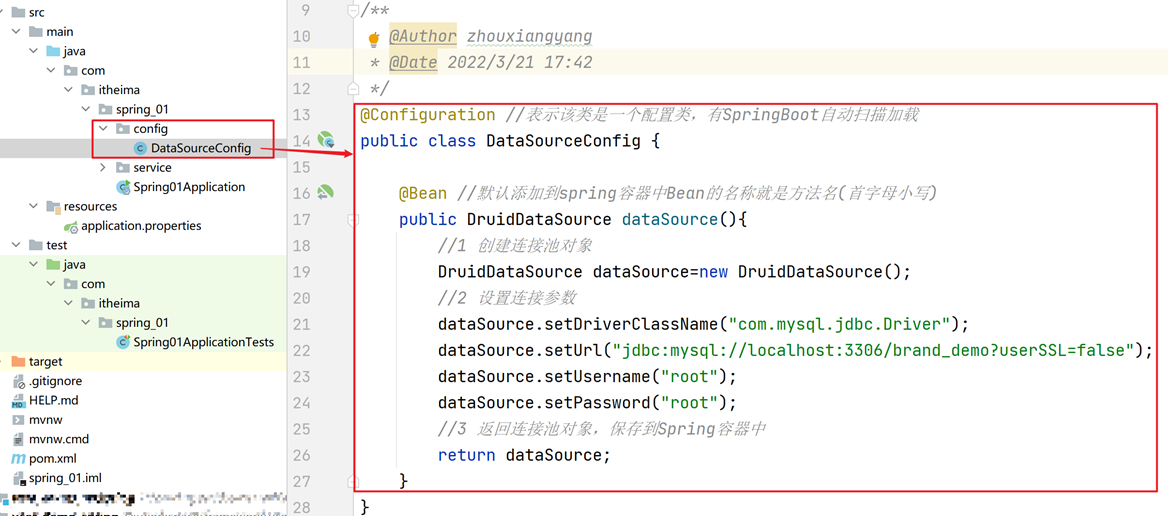 src
main
java
com
itheima
spring_01
config
DataSourceConfig
service
Spring01Application
resources
application.properties
test
java
com
itheima
spring_01
Spring01ApplicationTests
target
.gitignore
HELP.md
mvnw
mvnw.cmd
pom.xml
spring_01.iml
9 /**
10 @Author zhouxiangyang
11 * @Date 2022/3/21 17:42
12 */
13 @Configuration //表示该类是一个配置类，有SpringBoot自动扫描加载
14 public class DataSourceConfig {
15
16 @Bean //默认添加到spring容器中Bean的名称就是方法名(首字母小写)
17 public DruidDataSource dataSource(){
18 //1 创建连接池对象
19 DruidDataSource dataSource=new DruidDataSource();
20 //2 设置连接参数
21 dataSource.setDriverClassName("com.mysql.jdbc.Driver");
22 dataSource.setUrl("jdbc:mysql://localhost:3306/brand_demo?userSSL=false");
23 dataSource.setUsername("root");
24 dataSource.setPassword("root");
25 //3 返回连接池对象，保存到Spring容器中
26 return dataSource;
27 }
28 }